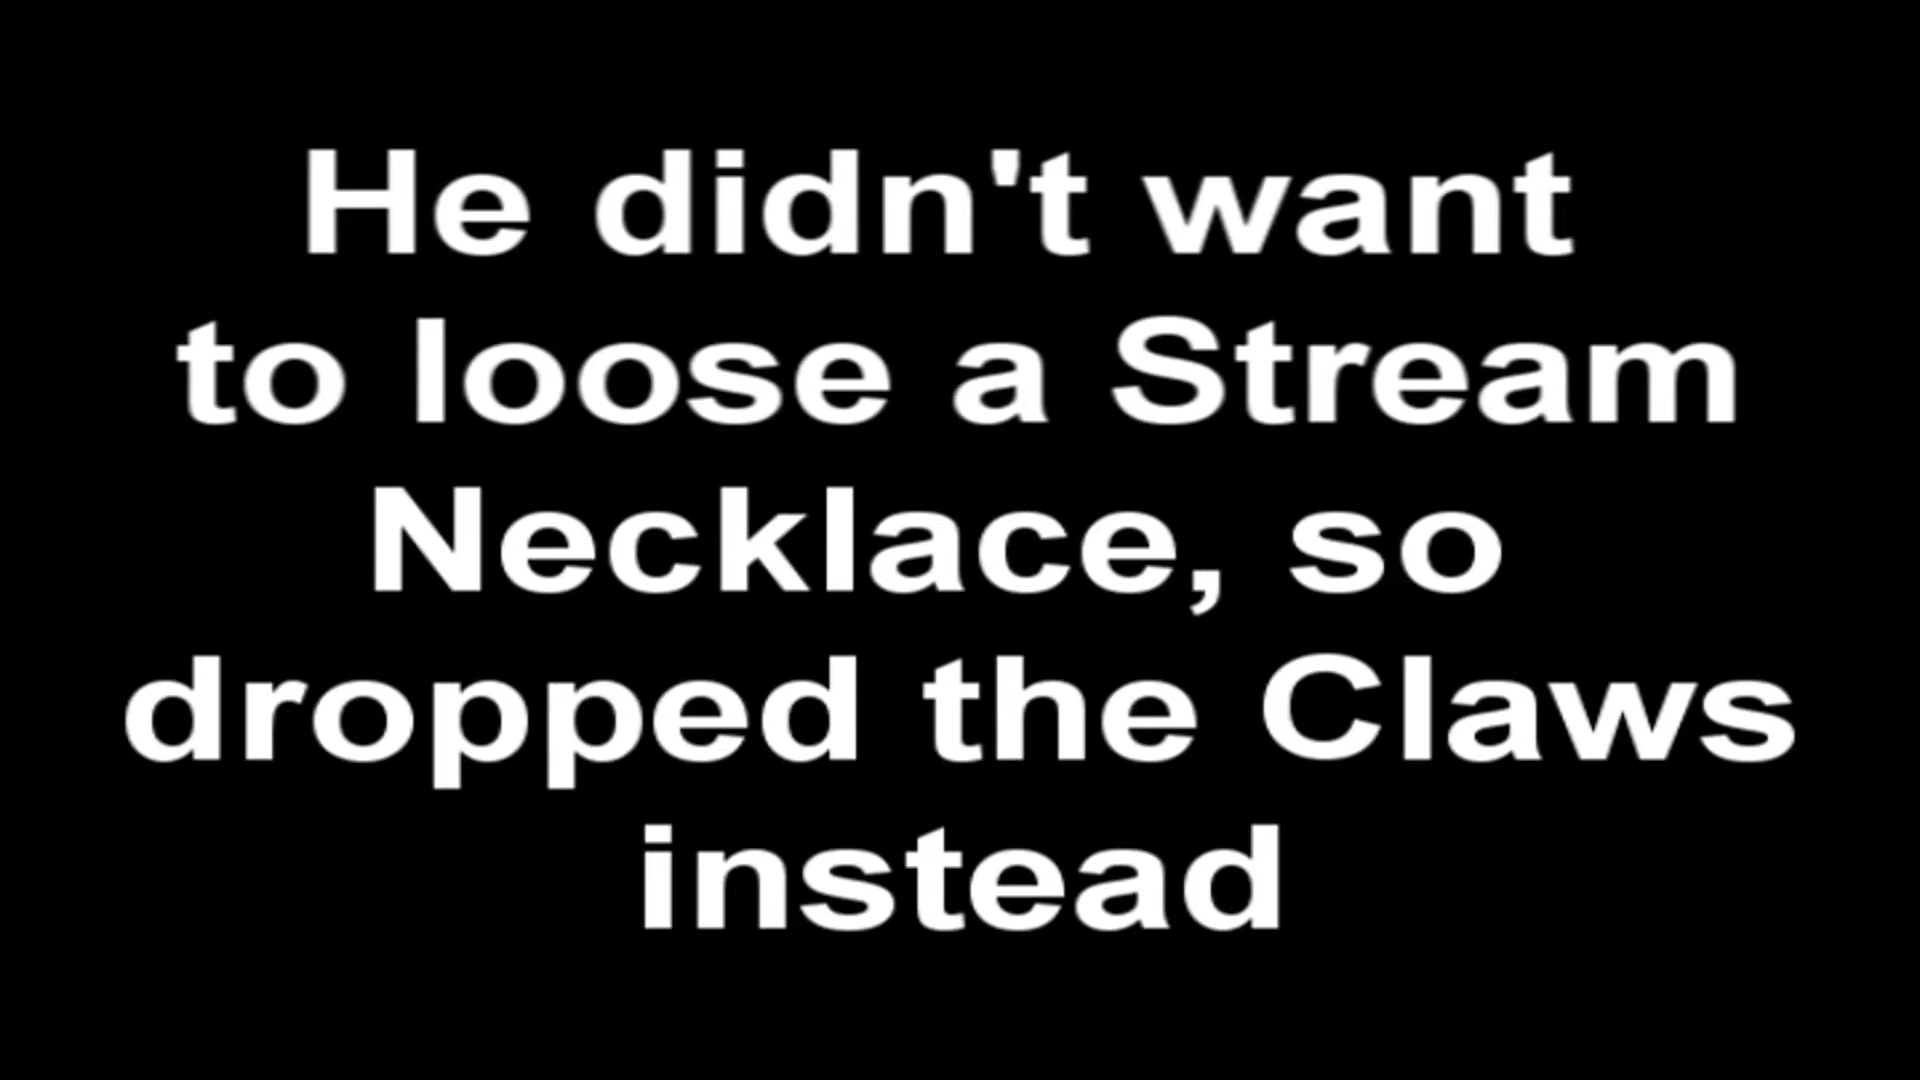 He didn't want
to loose a Stream
Necklace, so
dropped the Claws
instead